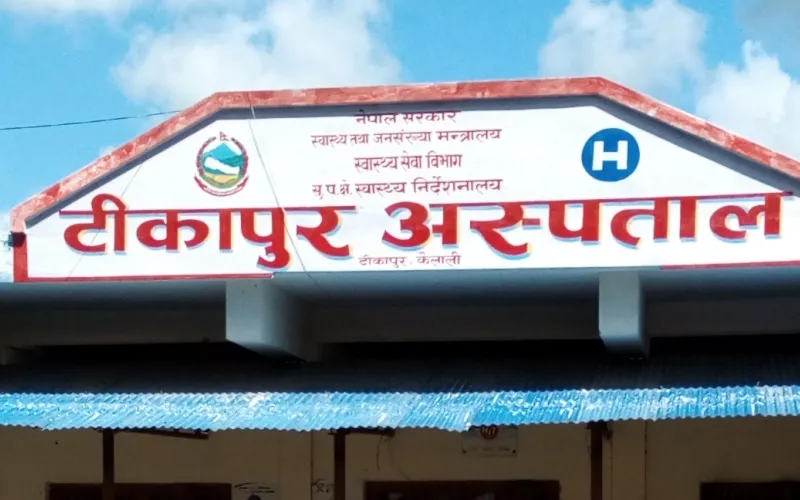 नेपाल सरकार
स्वास्थ्य तथा जनसंख्या मन्त्रालय
स्वास्थ्य सेवा विभाग
सु.प.क्षे.स्वास्थ्य निर्देशनालय
H
टीकापुर अस्पताल
टीकापुर, कैलाली